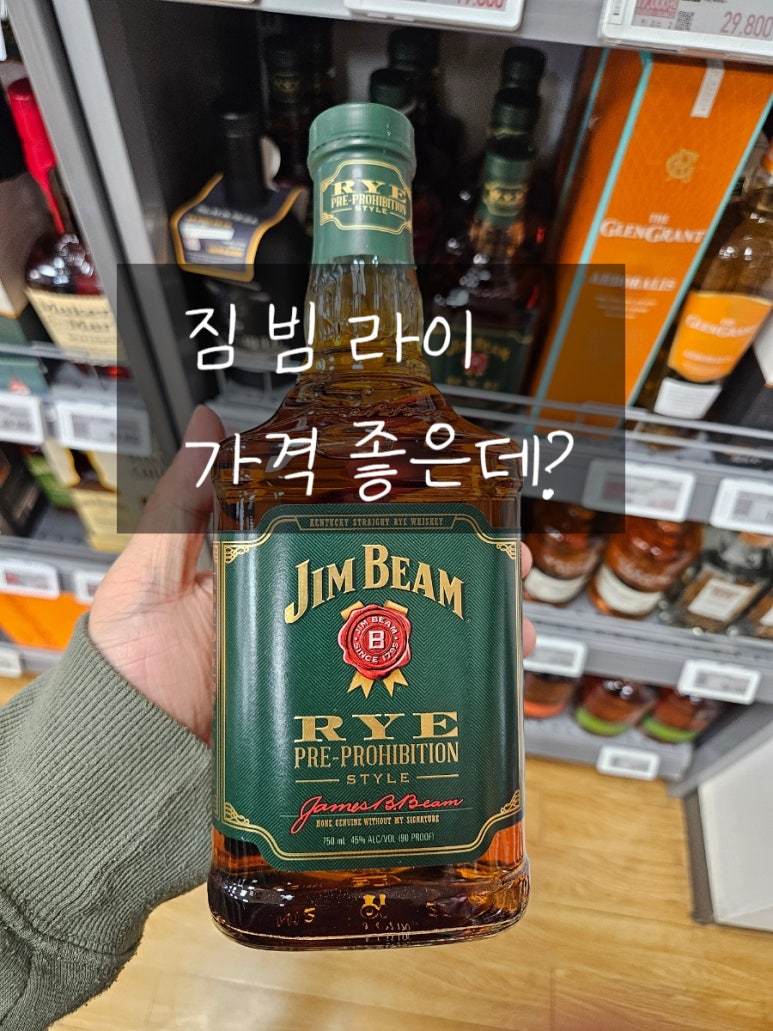 29,800
RYE
PRE-PROHIBITION
STYLE
THE
GLENGRANT
ARBORALIS
GLENGRANT
짐 빔 라이
가격 좋은데?
KENTUCKY STRAIGHT RYE WHISKEY
JIM BEAM
JIM BEAM
B
SINCE 1795
RYE
PRE-PROHIBITION
STYLE
James B. Beam
NONE GENUINE WITHOUT MY SIGNATURE
750 ml 45% ALC/VOL (90 PROOF)